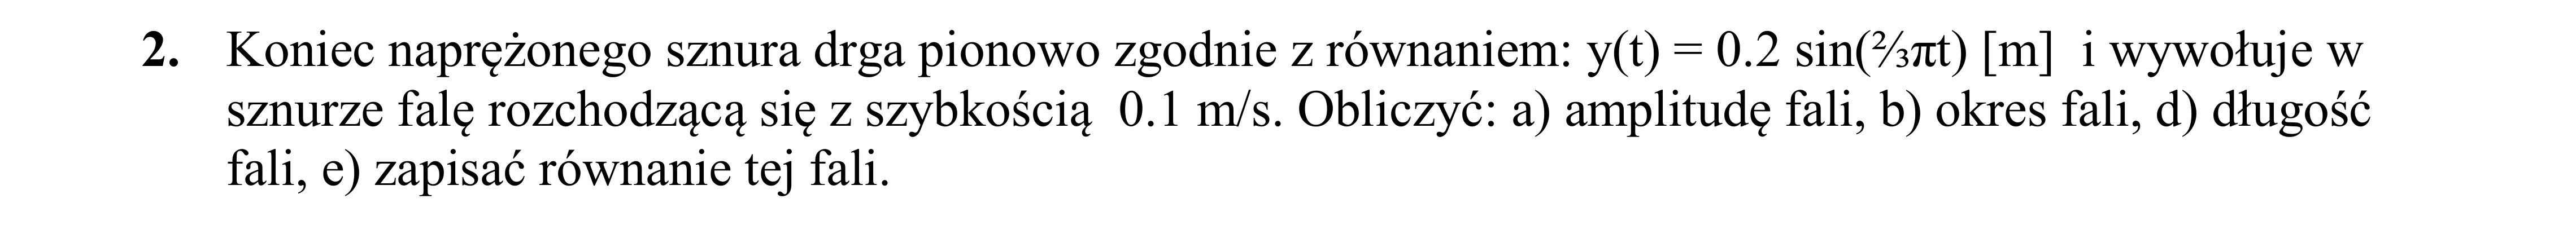 2. Koniec naprężonego sznura drga pionowo zgodnie z równaniem: y(t) = 0.2 sin(⅔πt) [m] i wywołuje w
sznurze falę rozchodzącą się z szybkością 0.1 m/s. Obliczyć: a) amplitudę fali, b) okres fali, d) długość
fali, e) zapisać równanie tej fali.